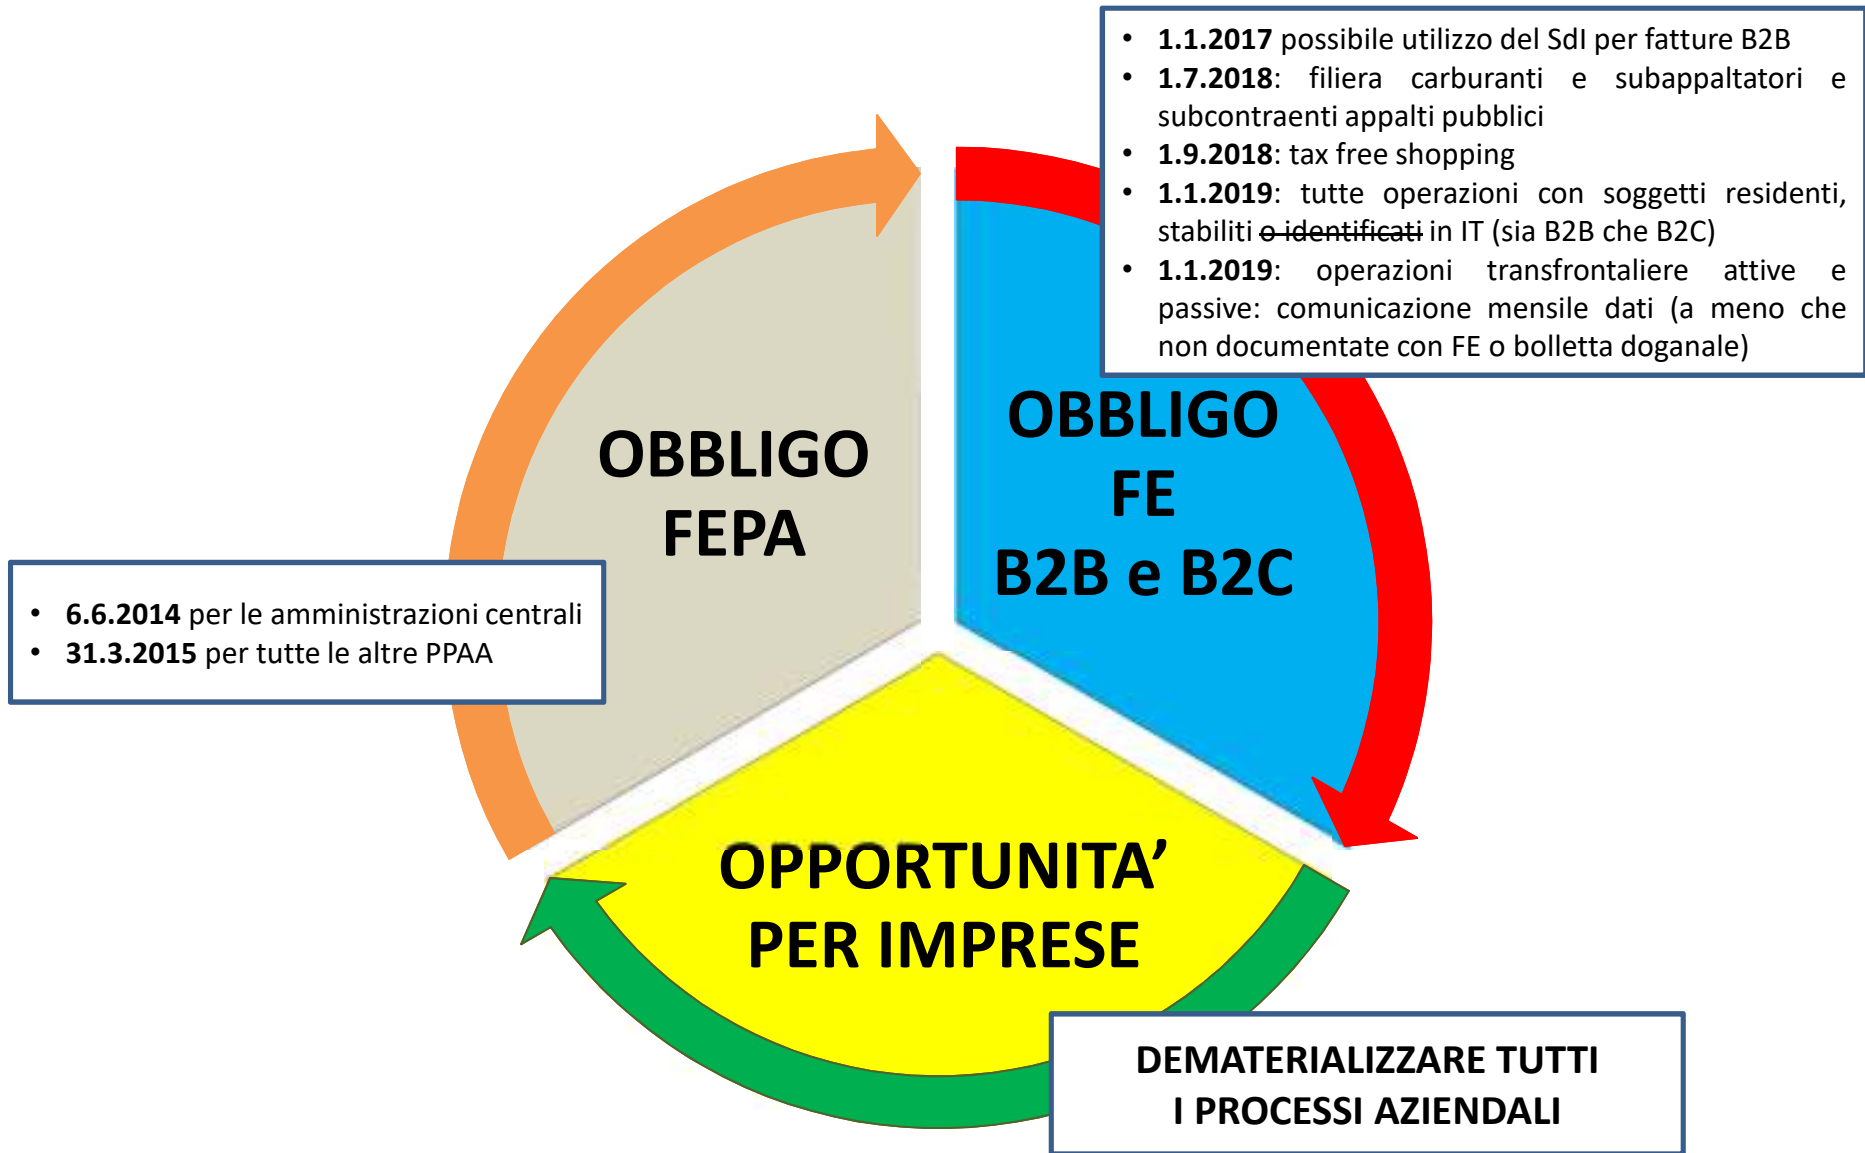 • 1.1.2017 possibile utilizzo del SdI per fatture B2B
• 1.7.2018: filiera carburanti e subappaltatori e
subcontraenti appalti pubblici
• 1.9.2018: tax free shopping
• 1.1.2019: tutte operazioni con soggetti residenti,
stabiliti o identificati in IT (sia B2B che B2C)
• 1.1.2019: operazioni transfrontaliere attive e
passive: comunicazione mensile dati (a meno che
non documentate con FE o bolletta doganale)
OBBLIGO
FEPA
OBBLIGO
FE
B2B e B2C
• 6.6.2014 per le amministrazioni centrali
• 31.3.2015 per tutte le altre PPAA
OPPORTUNITA’
PER IMPRESE
DEMATERIALIZZARE TUTTI
I PROCESSI AZIENDALI